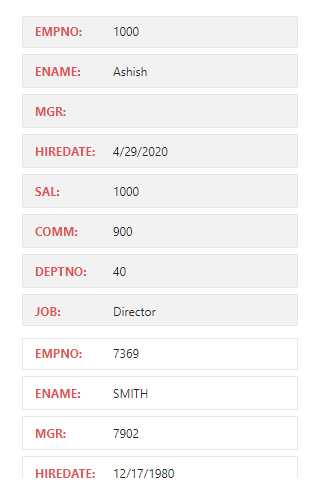 EMPNO: 1000
ENAME: Ashish
MGR:
HIREDATE: 4/29/2020
SAL: 1000
COMM: 900
DEPTNO: 40
JOB: Director
EMPNO: 7369
ENAME: SMITH
MGR: 7902
HIREDATE: 12/17/1980